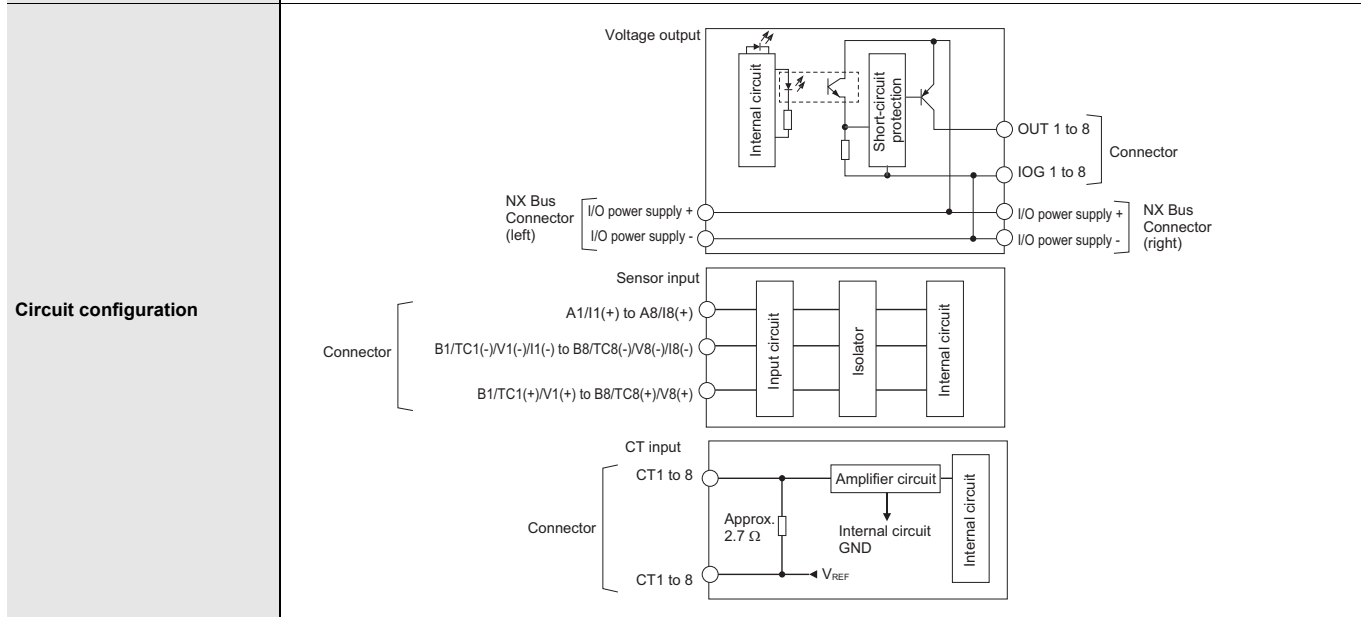 Circuit configuration
Voltage output
Internal circuit
Short-circuit
protection
OUT 1 to 8
IOG 1 to 8
Connector
NX Bus
Connector
(left)
I/O power supply +
I/O power supply -
I/O power supply +
I/O power supply -
NX Bus
Connector
(right)
Sensor input
Connector
A1/I1(+) to A8/I8(+)
B1/TC1(-)/V1(-)/I1(-) to B8/TC8(-)/V8(-)/I8(-)
B1/TC1(+)/V1(+) to B8/TC8(+)/V8(+)
Input circuit
Isolator
Internal circuit
CT input
Connector
CT1 to 8
CT1 to 8
Approx.
2.7 Ω
Amplifier circuit
Internal circuit
GND
VREF
Internal circuit